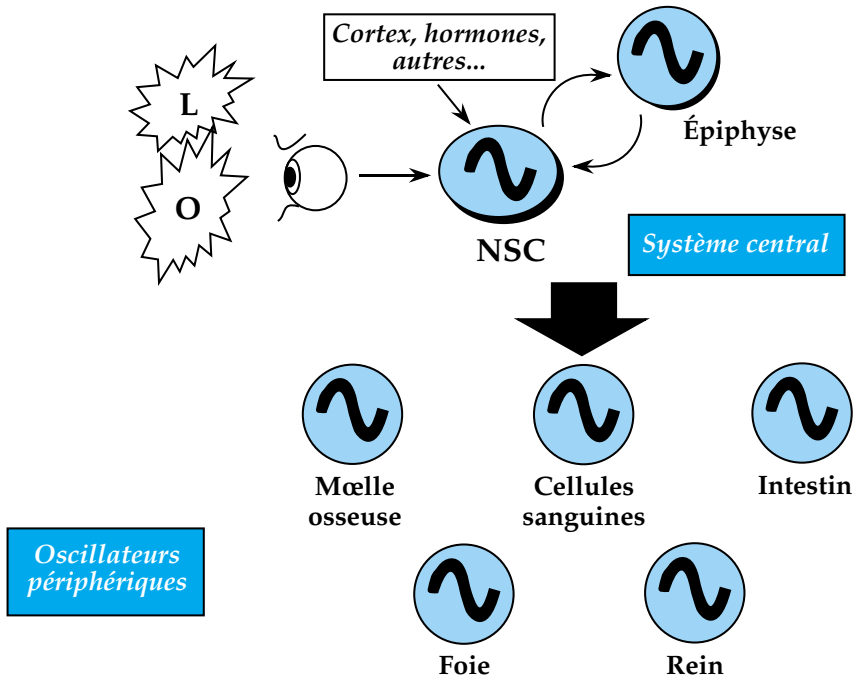 Cortex, hormones,
autres...
L
O
Épiphyse
NSC
Système central
Mœlle
osseuse
Cellules
sanguines
Intestin
Oscillateurs
périphériques
Foie
Rein